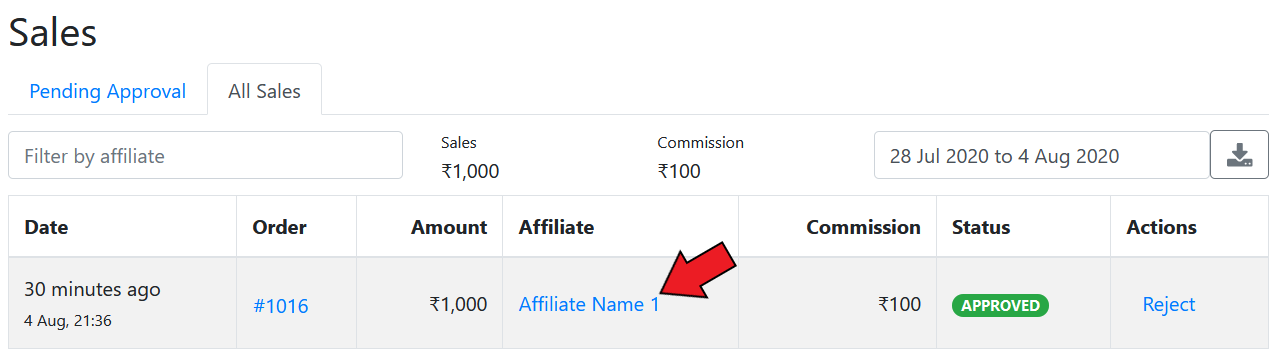 Sales
Pending Approval All Sales
Filter by affiliate Sales Commission 28 Jul 2020 to 4 Aug 2020
₹1,000 ₹100
Date Order Amount Affiliate Commission Status Actions
30 minutes ago #1016 ₹1,000 Affiliate Name 1 ₹100 APPROVED Reject
4 Aug, 21:36